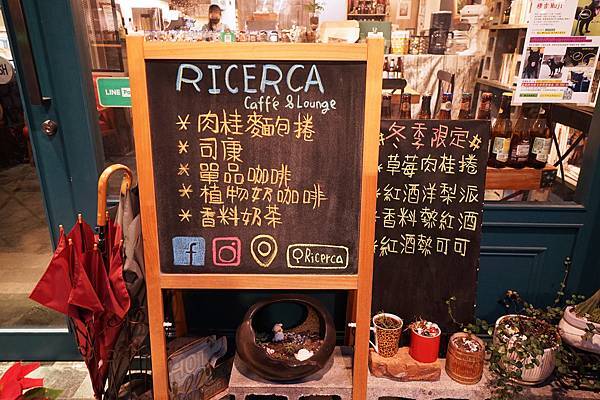 RICERCA
Caffé & Lounge
*肉桂麵包捲
*司康
*單品咖啡
*植物奶咖啡
*香料奶茶
f
Ricerca
*冬季限定*
*草莓肉桂捲
*紅酒洋梨派
*香料熱紅酒
*紅酒熱可可
LINE Pay